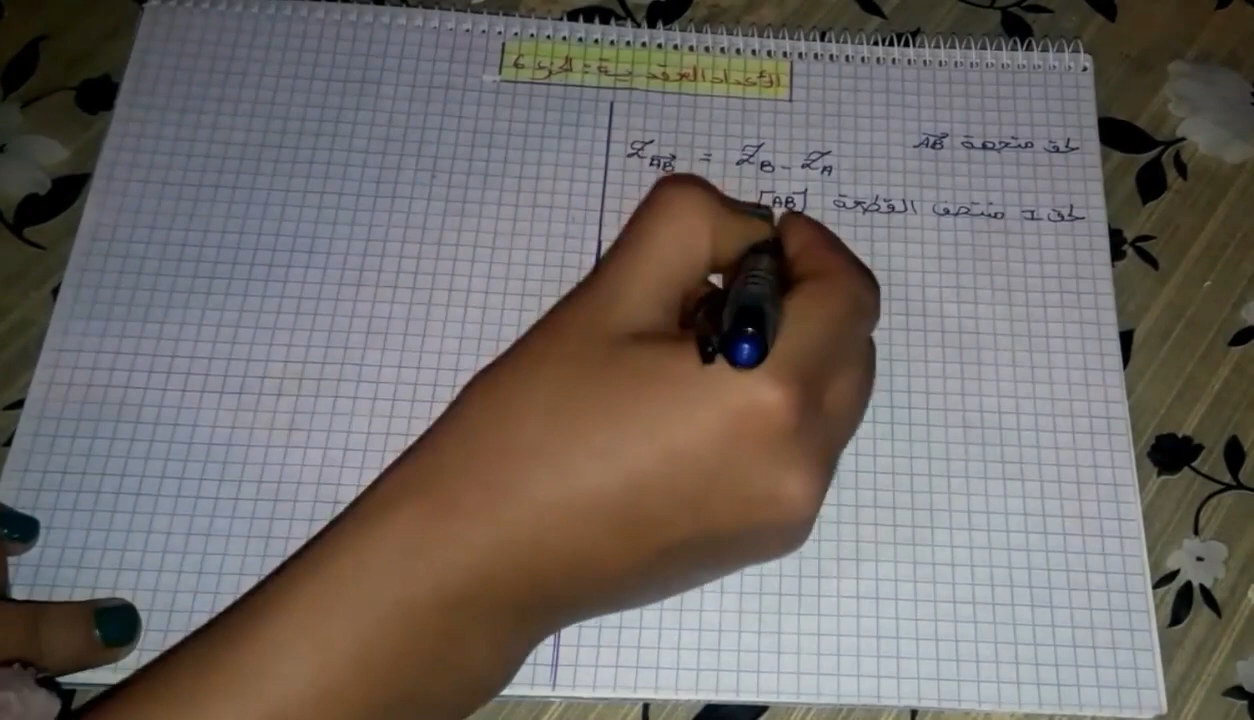 الأعداد العقدية: الجزء 6
لحق متجهة AB
Z_AB = Z_B - Z_A
لحق I منتصف القطعة [AB]